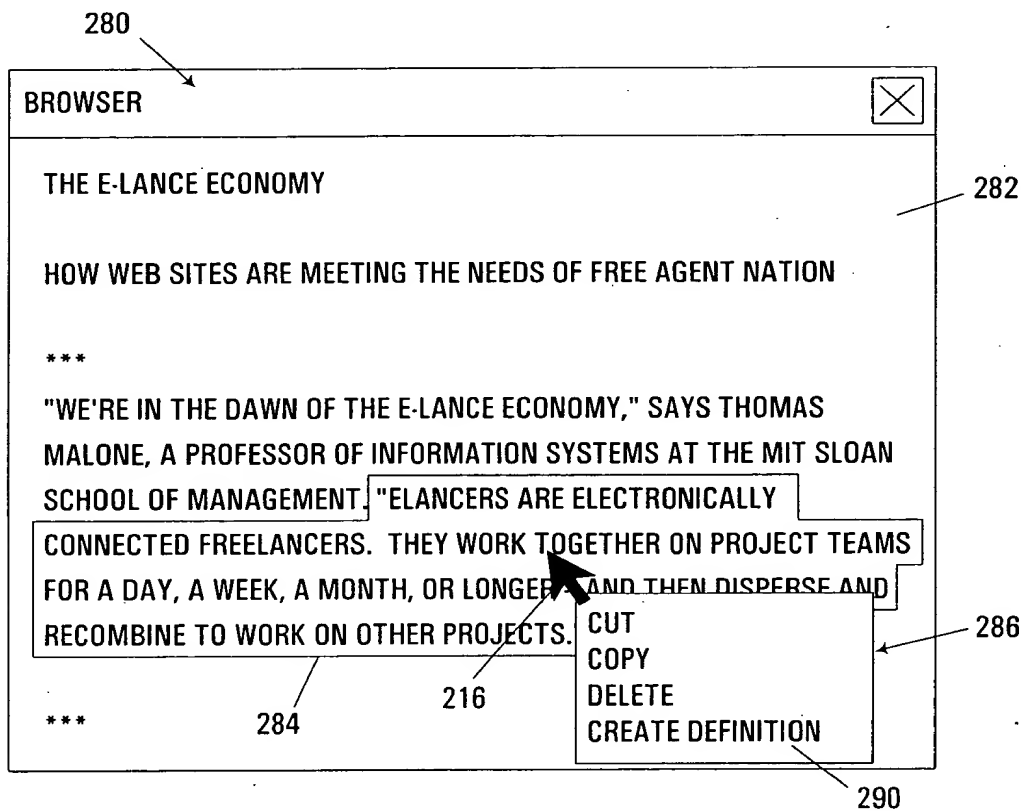 280
BROWSER
THE E-LANCE ECONOMY
282
HOW WEB SITES ARE MEETING THE NEEDS OF FREE AGENT NATION
***
"WE'RE IN THE DAWN OF THE E-LANCE ECONOMY," SAYS THOMAS
MALONE, A PROFESSOR OF INFORMATION SYSTEMS AT THE MIT SLOAN
SCHOOL OF MANAGEMENT. "ELANCERS ARE ELECTRONICALLY
CONNECTED FREELANCERS. THEY WORK TOGETHER ON PROJECT TEAMS
FOR A DAY, A WEEK, A MONTH, OR LONGER - AND THEN DISPERSE AND
RECOMBINE TO WORK ON OTHER PROJECTS.
CUT
COPY
DELETE
CREATE DEFINITION
286
216
***
284
290